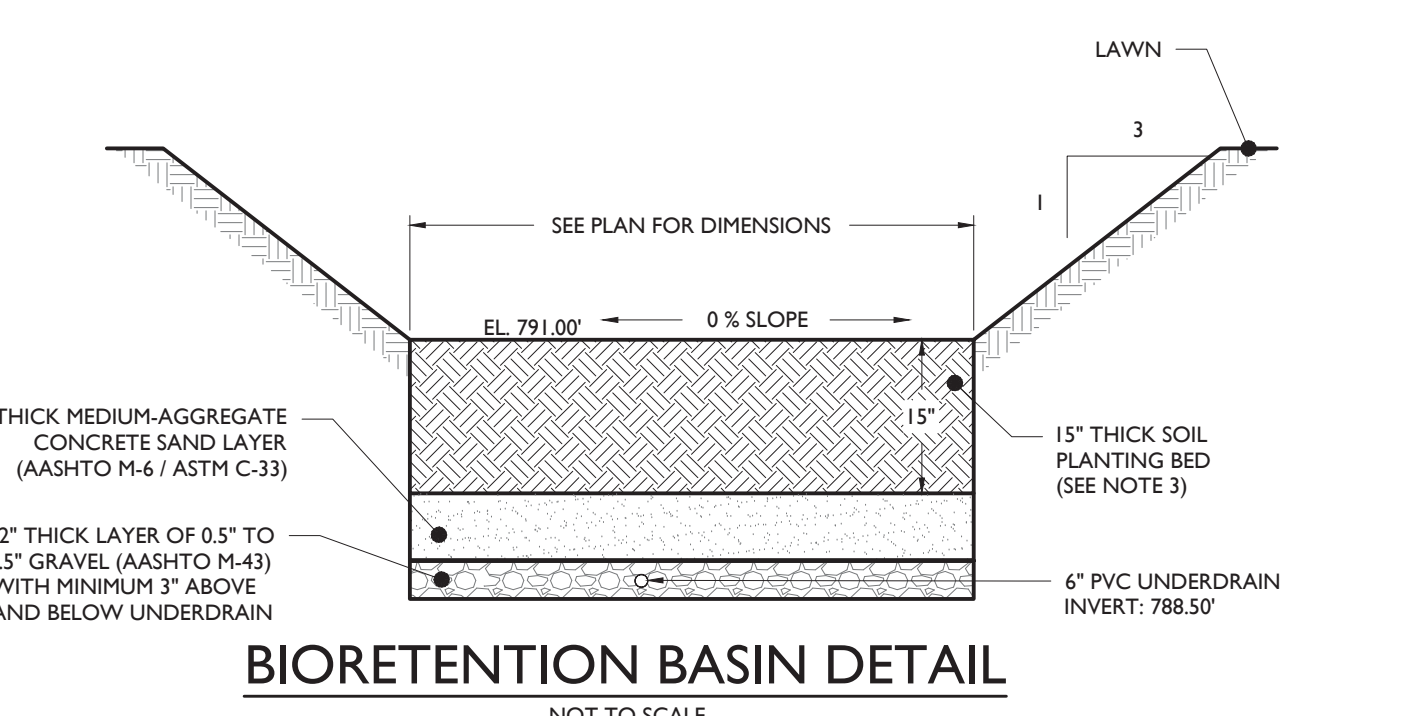 LAWN
3
1
SEE PLAN FOR DIMENSIONS
EL. 791.00'
0 % SLOPE
15"
THICK MEDIUM-AGGREGATE
CONCRETE SAND LAYER
(AASHTO M-6 / ASTM C-33)
15" THICK SOIL
PLANTING BED
(SEE NOTE 3)
2" THICK LAYER OF 0.5" TO
.5" GRAVEL (AASHTO M-43)
WITH MINIMUM 3" ABOVE
AND BELOW UNDERDRAIN
6" PVC UNDERDRAIN
INVERT: 788.50'
BIORETENTION BASIN DETAIL
NOT TO SCALE